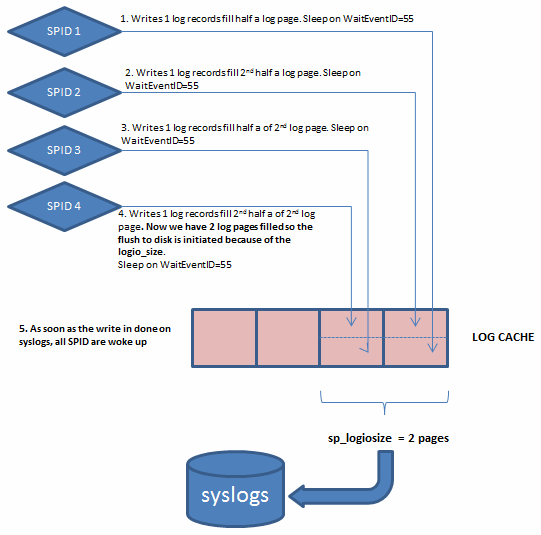 SPID 1
1. Writes 1 log records fill half a log page. Sleep on WaitEventID=55
SPID 2
2. Writes 1 log records fill 2nd half a log page. Sleep on
WaitEventID=55
SPID 3
3. Writes 1 log records fill half a of 2nd log page. Sleep on
WaitEventID=55
SPID 4
4. Writes 1 log records fill 2nd half a of 2nd log
page. Now we have 2 log pages filled so the
flush to disk is initiated because of the
logio_size.
Sleep on WaitEventID=55
5. As soon as the write in done on
syslogs, all SPID are woke up
LOG CACHE
sp_logiosize = 2 pages
syslogs